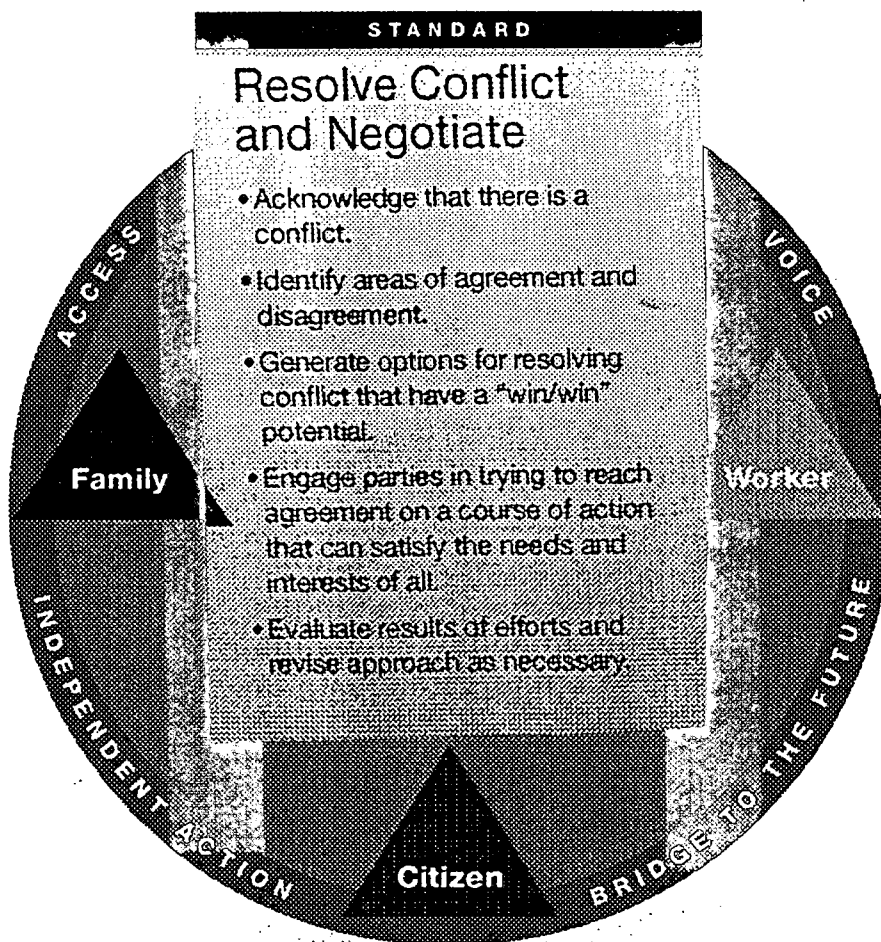 STANDARD
Resolve Conflict
and Negotiate
•Acknowledge that there is a
conflict.
•Identify areas of agreement and
disagreement.
•Generate options for resolving
conflict that have a "win/win"
potential.
•Engage parties in trying to reach
agreement on a course of action
that can satisfy the needs and
interests of all.
•Evaluate results of efforts and
revise approach as necessary.
ACCESS
VOICE
Family
Worker
INDEPENDENT ACTION
BRIDGE TO THE FUTURE
Citizen